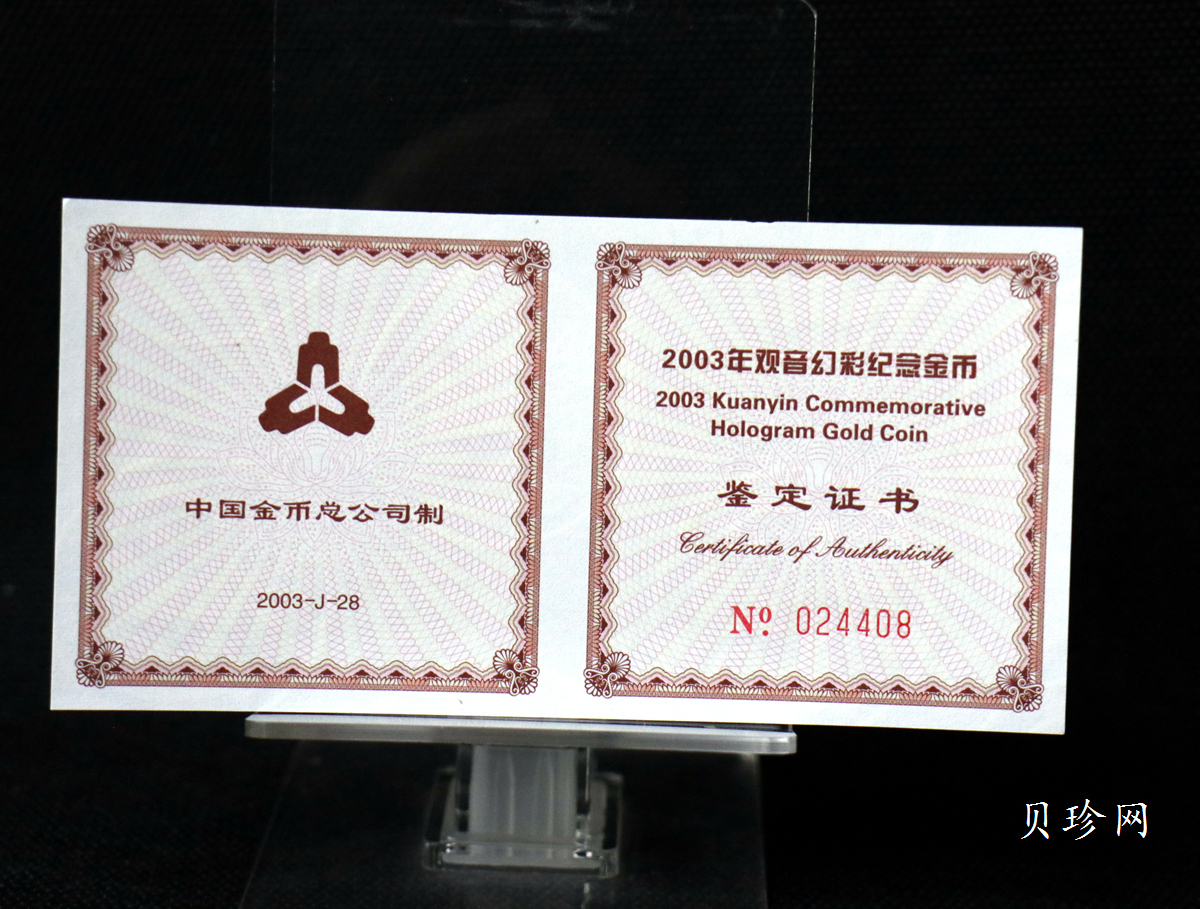 中国金币总公司制
2003-J-28
2003年观音幻彩纪念金币
2003 Kuanyin Commemorative
Hologram Gold Coin
鉴定证书
Certificate of Authenticity
Nº. 024408
贝珍网